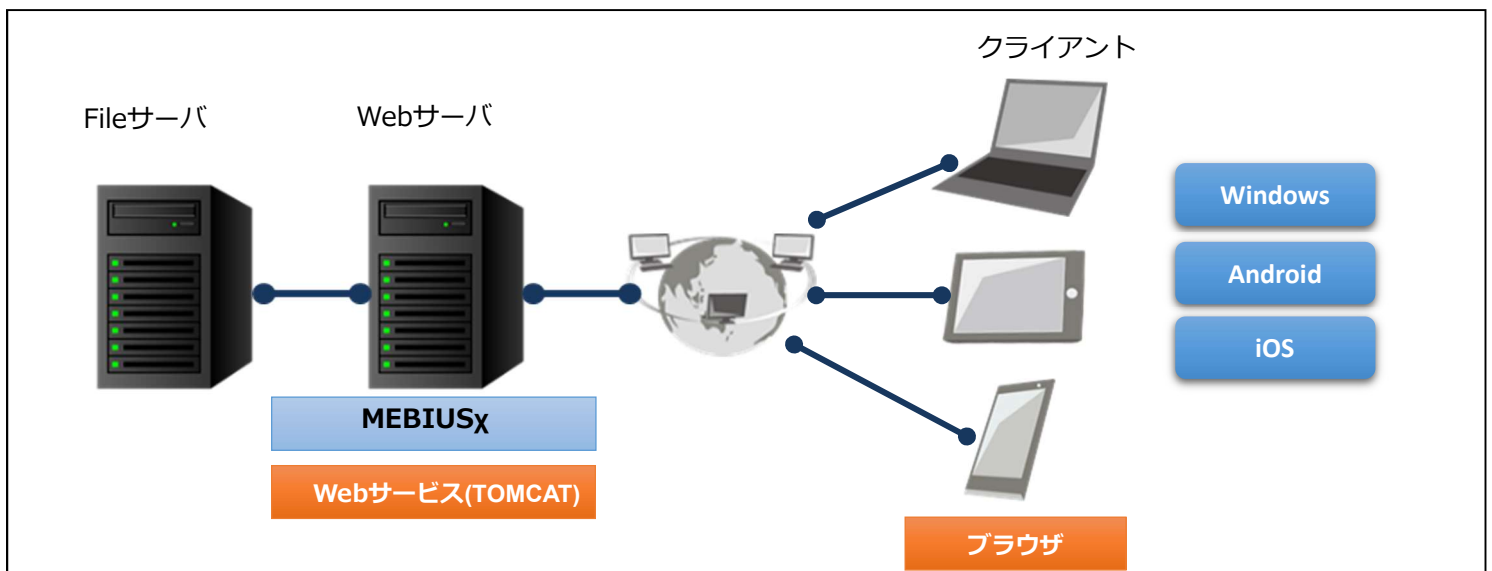 クライアント
Fileサーバ
Webサーバ
Windows
Android
iOS
MEBIUSχ
Webサービス(TOMCAT)
ブラウザ